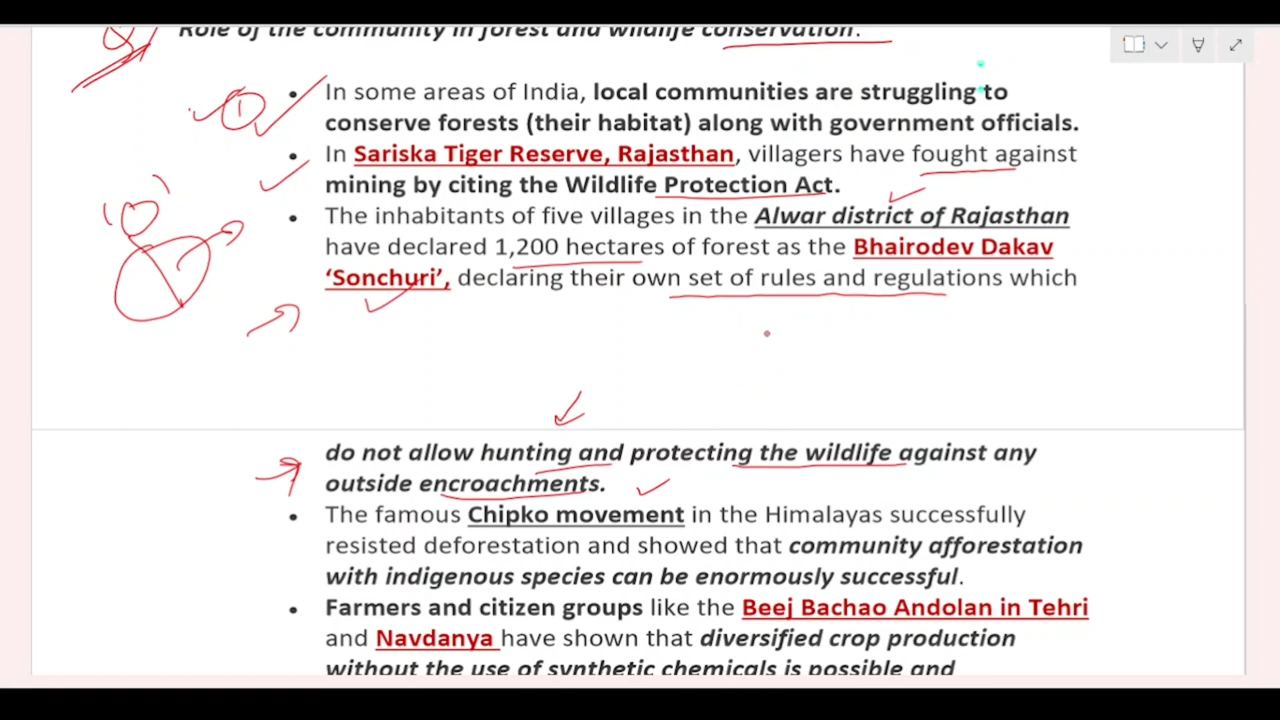 Role of the community in forest and wildlife conservation:
• In some areas of India, local communities are struggling to
conserve forests (their habitat) along with government officials.
• In Sariska Tiger Reserve, Rajasthan, villagers have fought against
mining by citing the Wildlife Protection Act.
• The inhabitants of five villages in the Alwar district of Rajasthan
have declared 1,200 hectares of forest as the Bhairodev Dakav
‘Sonchuri’, declaring their own set of rules and regulations which
do not allow hunting and protecting the wildlife against any
outside encroachments.
• The famous Chipko movement in the Himalayas successfully
resisted deforestation and showed that community afforestation
with indigenous species can be enormously successful.
• Farmers and citizen groups like the Beej Bachao Andolan in Tehri
and Navdanya have shown that diversified crop production
without the use of synthetic chemicals is possible and